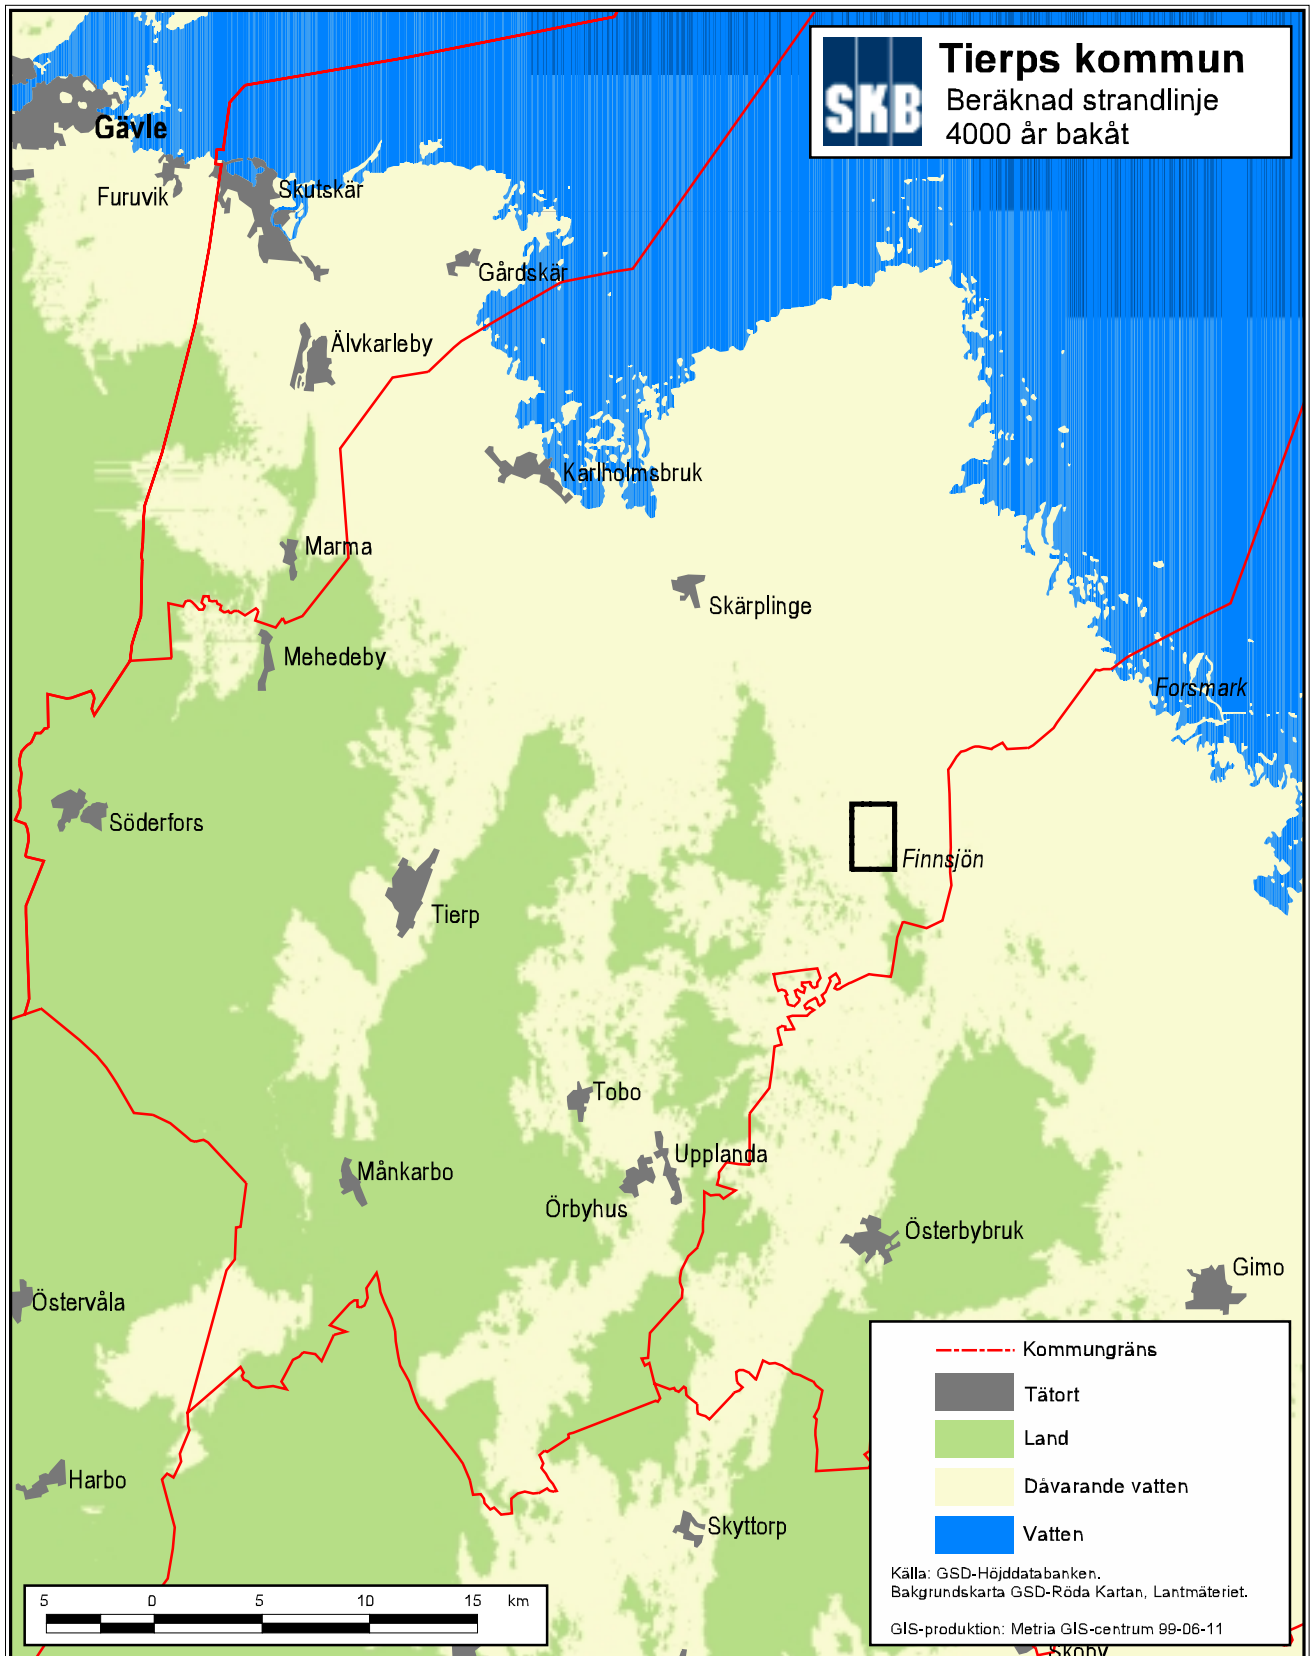 SKB
Tierps kommun
Beräknad strandlinje
4000 år bakåt
Gävle
Furuvik
Skutskär
Gårdskär
Älvkarleby
Karlholmsbruk
Marma
Skärplinge
Mehedeby
Forsmark
Söderfors
Finnsjön
Tierp
Tobo
Upplanda
Månkarbo
Örbyhus
Österbybruk
Gimo
Östervåla
Kommungräns
Tätort
Land
Dåvarande vatten
Vatten
Harbo
Skyttorp
Källa: GSD-Höjddatabanken.
Bakgrundskarta GSD-Röda Kartan, Lantmäteriet.
GIS-produktion: Metria GIS-centrum 99-06-11
5 0 5 10 15 km
Skoby